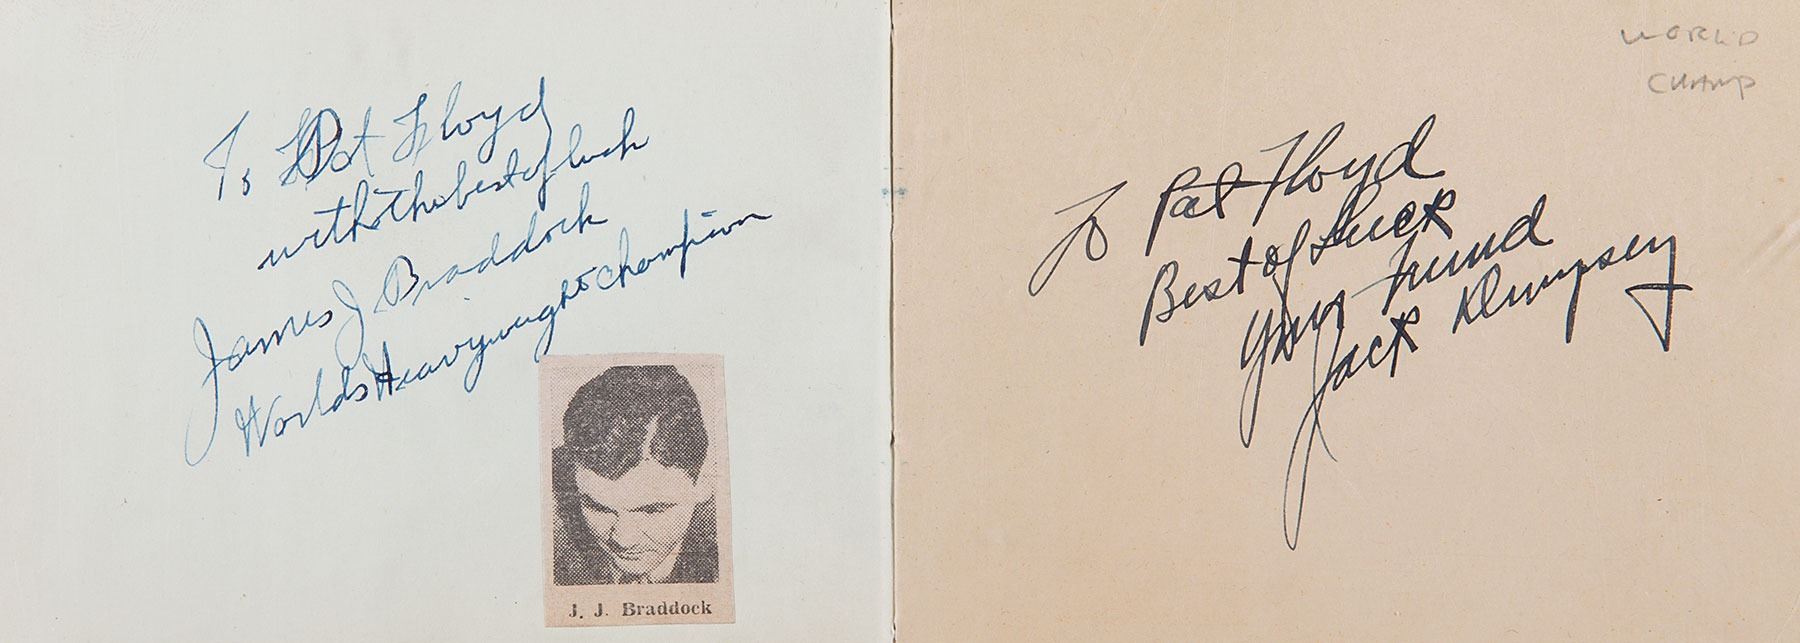 To Pat Floyd
with the best of luck
James J Braddock
Worlds Heavyweight champion
J. J. Braddock
WORLD
CHAMP
To Pat Floyd
Best of Luck
Your Friend
Jack Dempsey